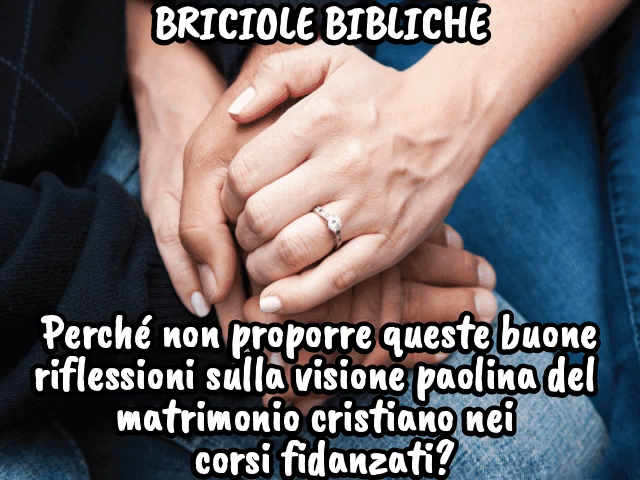 BRICIOLE BIBLICHE
Perché non proporre queste buone
riflessioni sulla visione paolina del
matrimonio cristiano nei
corsi fidanzati?